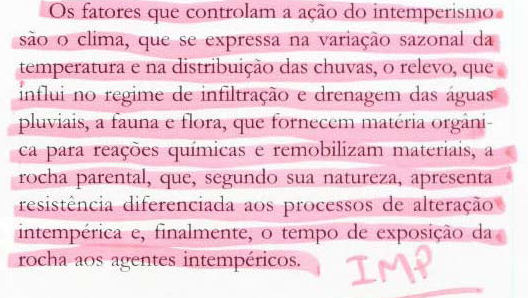 Os fatores que controlam a ação do intemperismo
são o clima, que se expressa na variação sazonal da
temperatura e na distribuição das chuvas, o relevo, que
influi no regime de infiltração e drenagem das águas
pluviais, a fauna e flora, que fornecem matéria orgâni-
ca para reações químicas e remobilizam materiais, a
rocha parental, que, segundo sua natureza, apresenta
resistência diferenciada aos processos de alteração
intempérica e, finalmente, o tempo de exposição da
rocha aos agentes intempéricos.
IMP